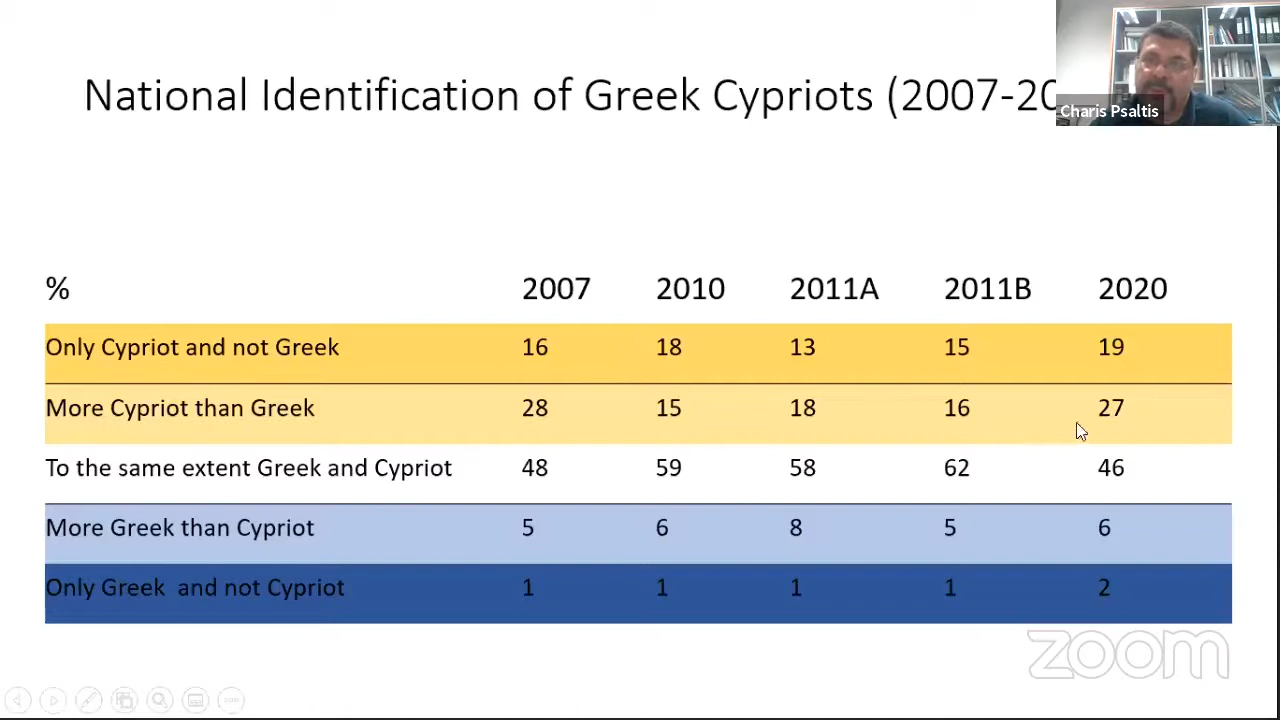 National Identification of Greek Cypriots (2007-20
Charis Psaltis
% 2007 2010 2011A 2011B 2020
Only Cypriot and not Greek 16 18 13 15 19
More Cypriot than Greek 28 15 18 16 27
To the same extent Greek and Cypriot 48 59 58 62 46
More Greek than Cypriot 5 6 8 5 6
Only Greek and not Cypriot 1 1 1 1 2
zoom